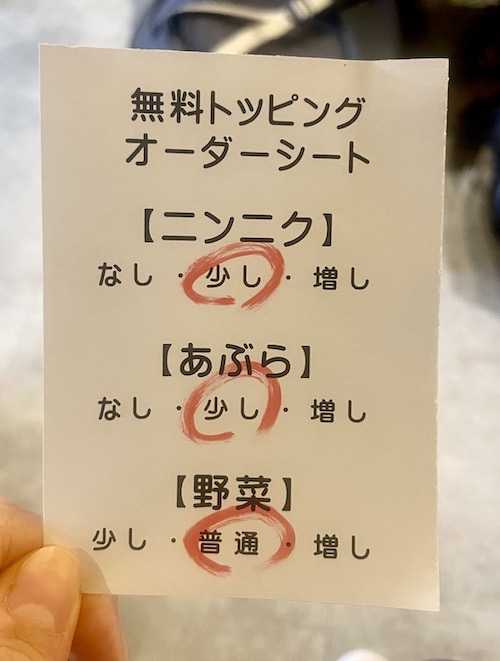 無料トッピング
オーダーシート
【ニンニク】
なし・少し・増し
【あぶら】
なし・少し・増し
【野菜】
少し・普通・増し